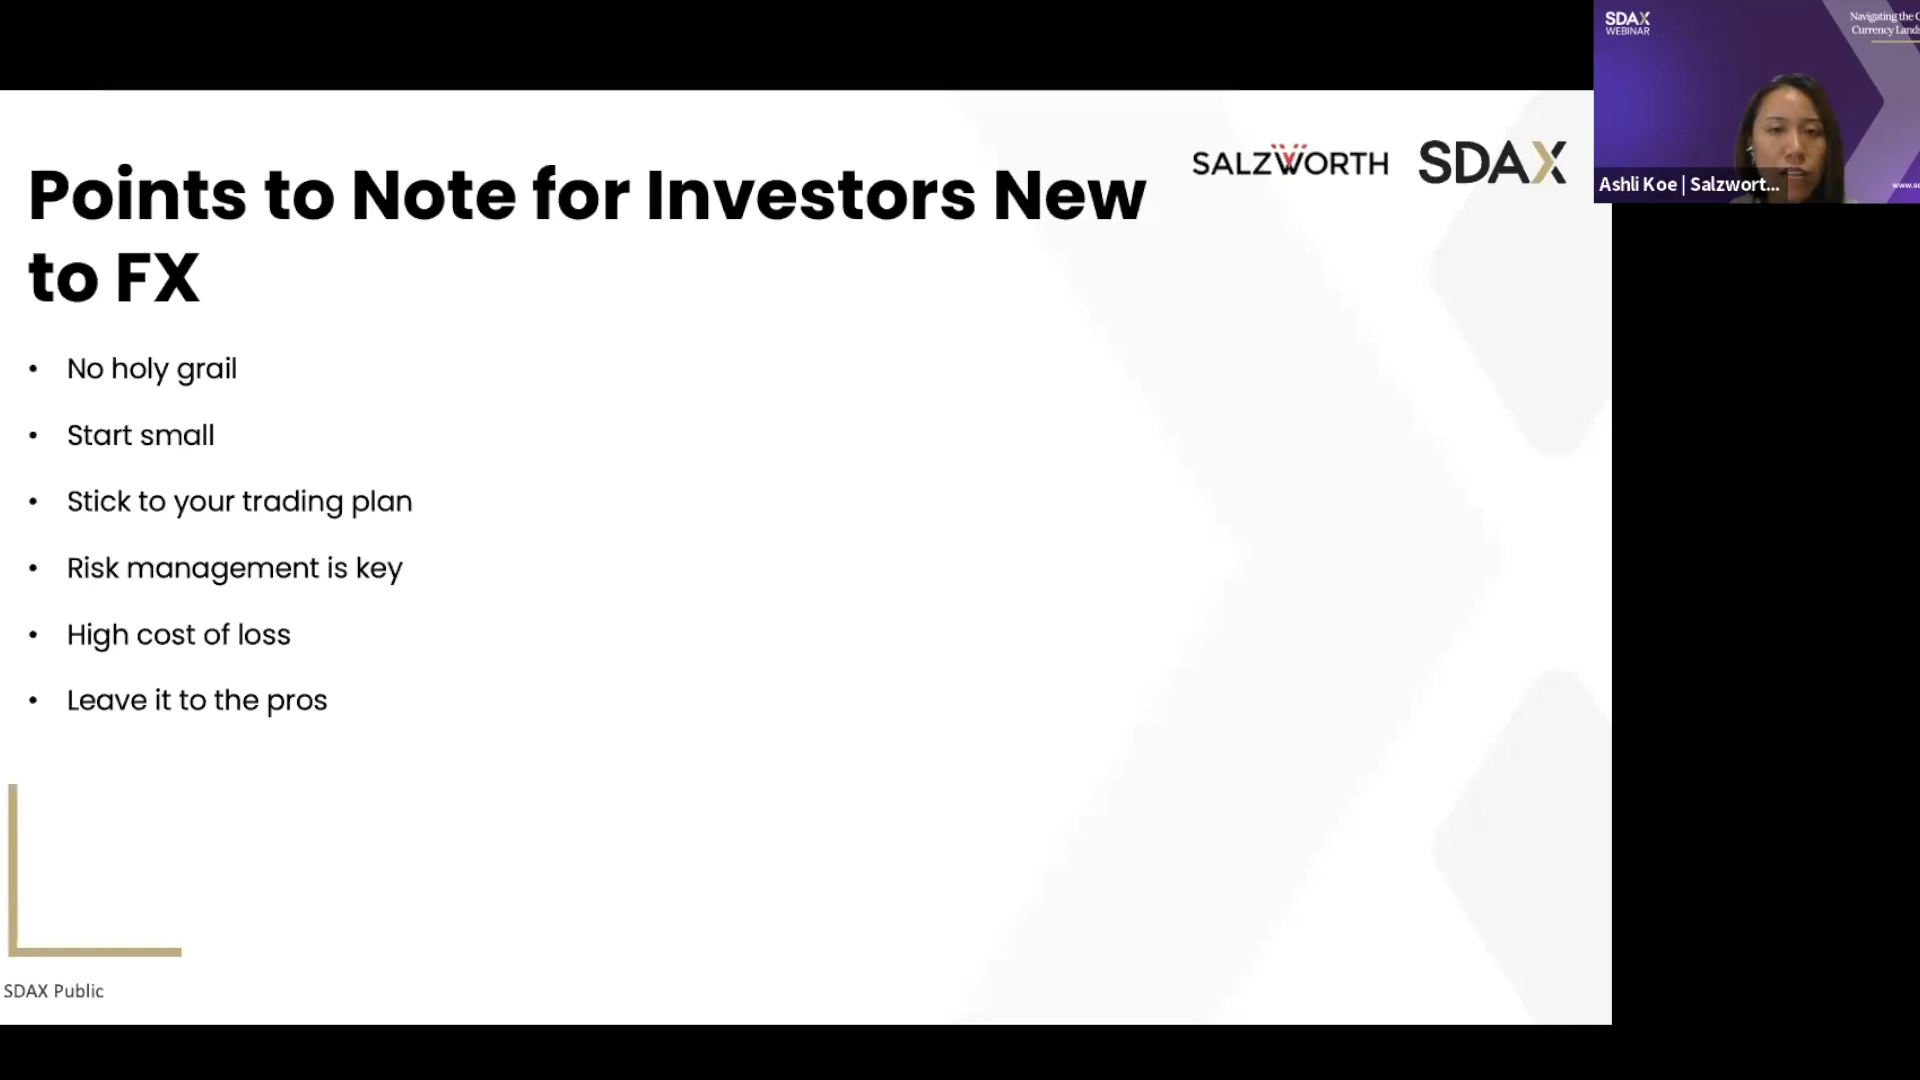 SDAX
WEBINAR
Navigating the
Currency
Ashli Koe | Salzwort...
SALZWORTH
SDAX
Points to Note for Investors New
to FX
• No holy grail
• Start small
• Stick to your trading plan
• Risk management is key
• High cost of loss
• Leave it to the pros
SDAX Public